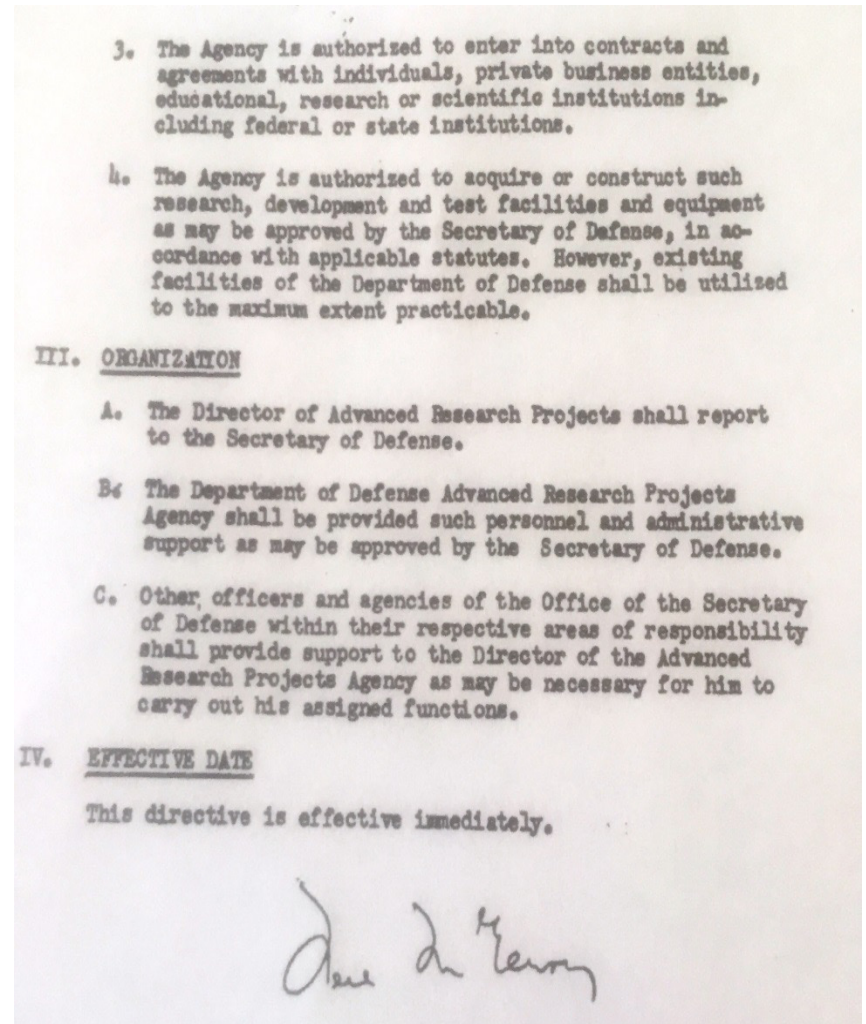 3. The Agency is authorized to enter into contracts and
agreements with individuals, private business entities,
educational, research or scientific institutions in-
cluding federal or state institutions.
4. The Agency is authorized to acquire or construct such
research, development and test facilities and equipment
as may be approved by the Secretary of Defense, in ac-
cordance with applicable statutes. However, existing
facilities of the Department of Defense shall be utilized
to the maximum extent practicable.
III. ORGANIZATION
A. The Director of Advanced Research Projects shall report
to the Secretary of Defense.
B. The Department of Defense Advanced Research Projects
Agency shall be provided such personnel and administrative
support as may be approved by the Secretary of Defense.
C. Other officers and agencies of the Office of the Secretary
of Defense within their respective areas of responsibility
shall provide support to the Director of the Advanced
Research Projects Agency as may be necessary for him to
carry out his assigned functions.
IV. EFFECTIVE DATE
This directive is effective immediately.